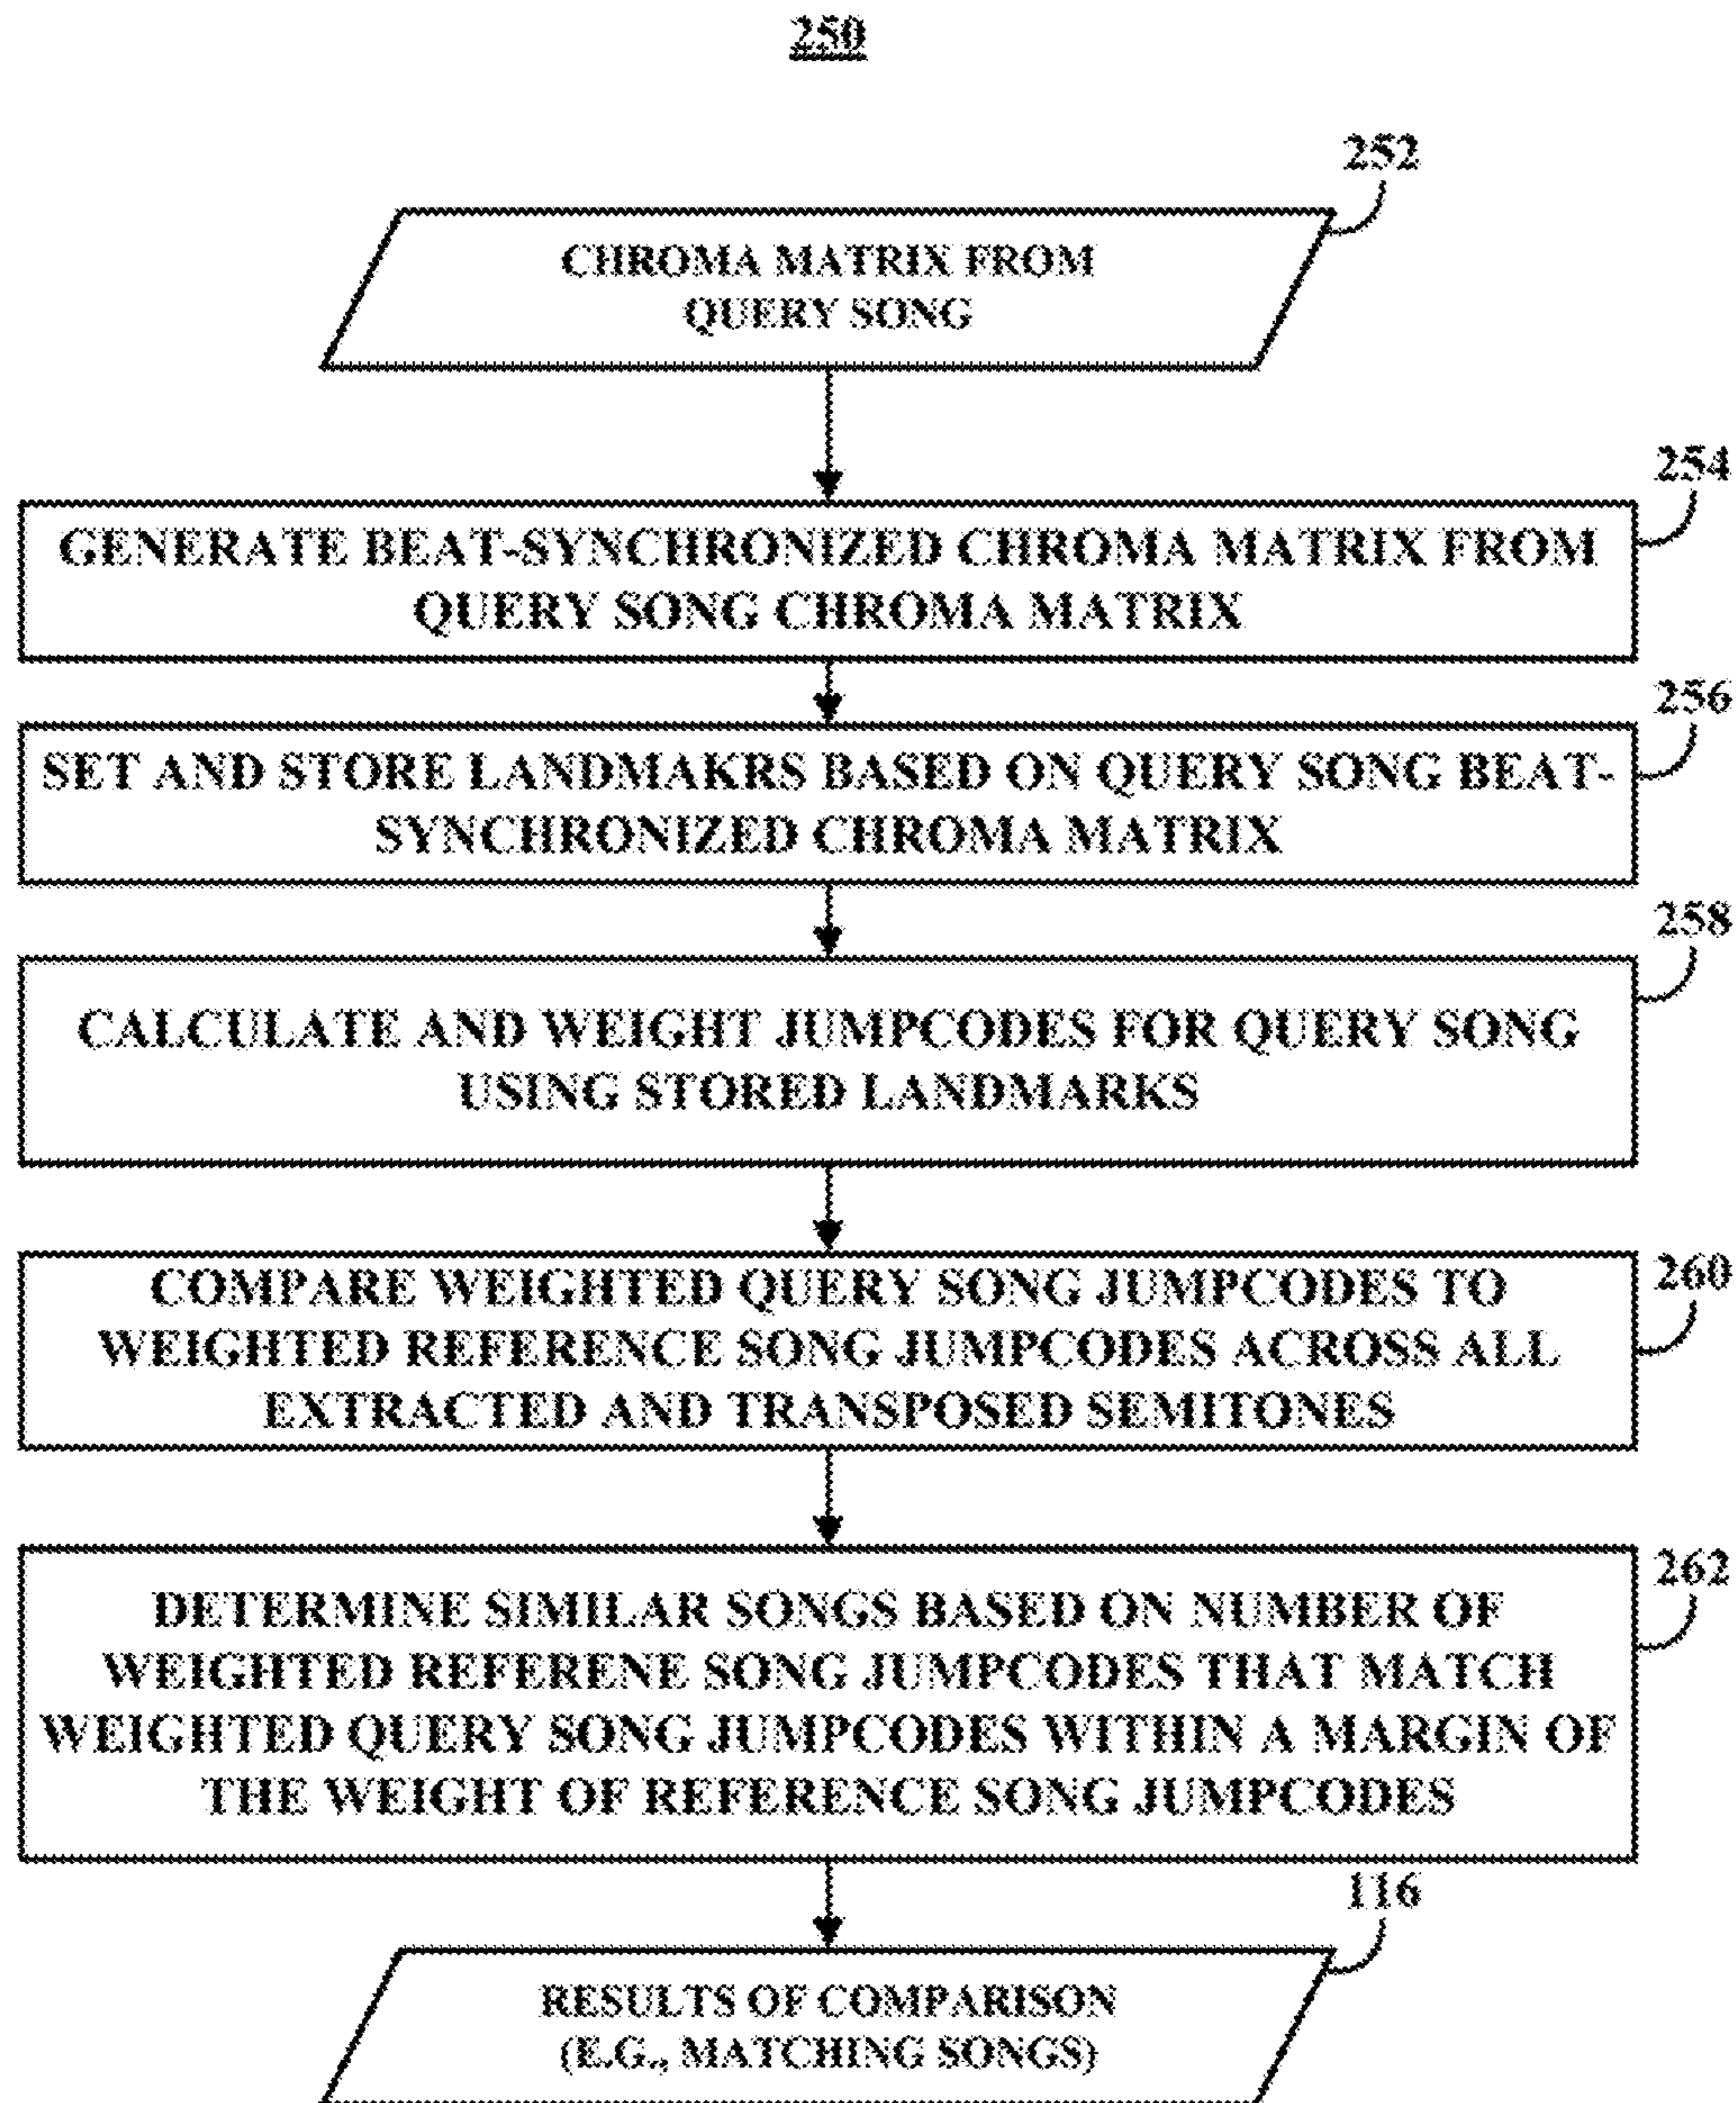 250
252
CHROMA MATRIX FROM
QUERY SONG
254
GENERATE BEAT-SYNCHRONIZED CHROMA MATRIX FROM
QUERY SONG CHROMA MATRIX
256
SET AND STORE LANDMAKRS BASED ON QUERY SONG BEAT-
SYNCHRONIZED CHROMA MATRIX
258
CALCULATE AND WEIGHT JUMPCODES FOR QUERY SONG
USING STORED LANDMARKS
260
COMPARE WEIGHTED QUERY SONG JUMPCODES TO
WEIGHTED REFERENCE SONG JUMPCODES ACROSS ALL
EXTRACTED AND TRANSPOSED SEMITONES
262
DETERMINE SIMILAR SONGS BASED ON NUMBER OF
WEIGHTED REFERENE SONG JUMPCODES THAT MATCH
WEIGHTED QUERY SONG JUMPCODES WITHIN A MARGIN OF
THE WEIGHT OF REFERENCE SONG JUMPCODES
116
RESULTS OF COMPARISON
(E.G., MATCHING SONGS)